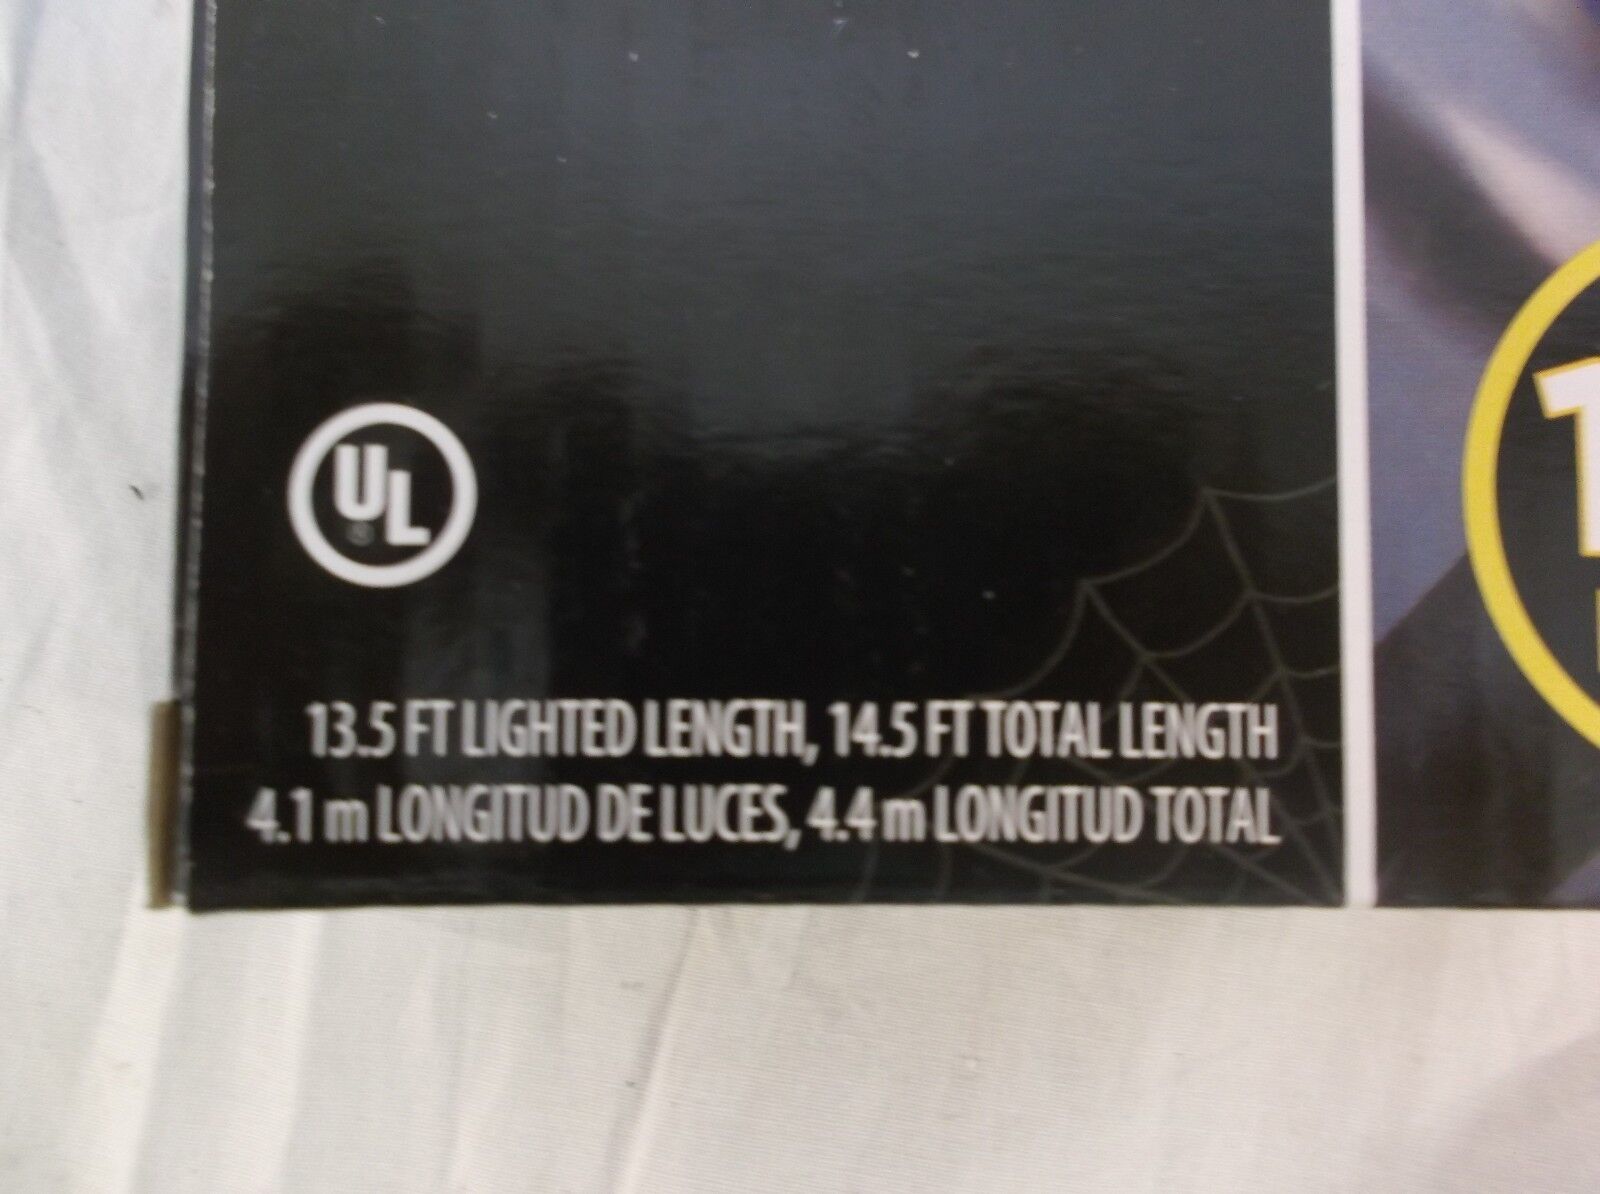 UL
13.5 FT LIGHTED LENGTH, 14.5 FT TOTAL LENGTH
4.1 m LONGITUD DE LUCES, 4.4 m LONGITUD TOTAL